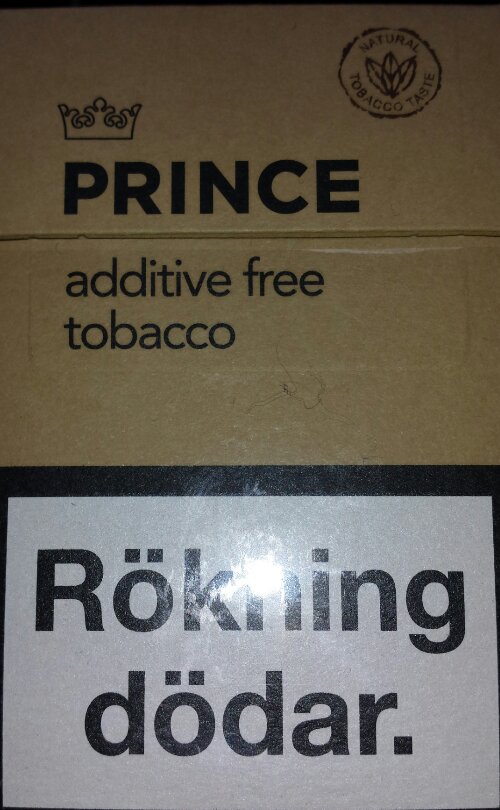 NATURAL
TOBACCO TASTE
PRINCE
additive free
tobacco
Rökning
dödar.